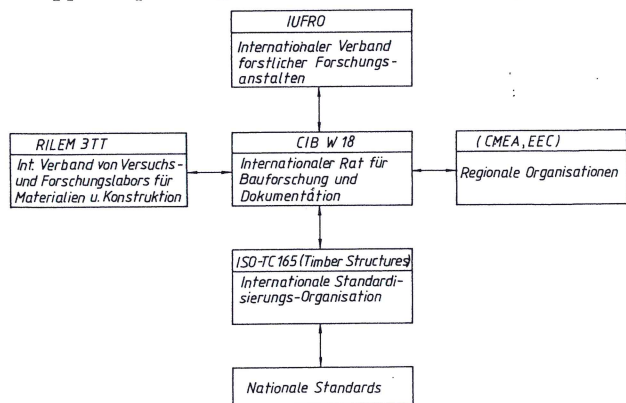 IUFRO
Internationaler Verband
forstlicher Forschungs-
anstalten
RILEM 3TT
Int. Verband von Versuchs-
und Forschungslabors für
Materialien u. Konstruktion
CIB W 18
Internationaler Rat für
Bauforschung und
Dokumentátion
(CMEA, EEC)
Regionale Organisationen
ISO-TC 165 (Timber Structures)
Internationale Standardi-
sierungs-Organisation
Nationale Standards